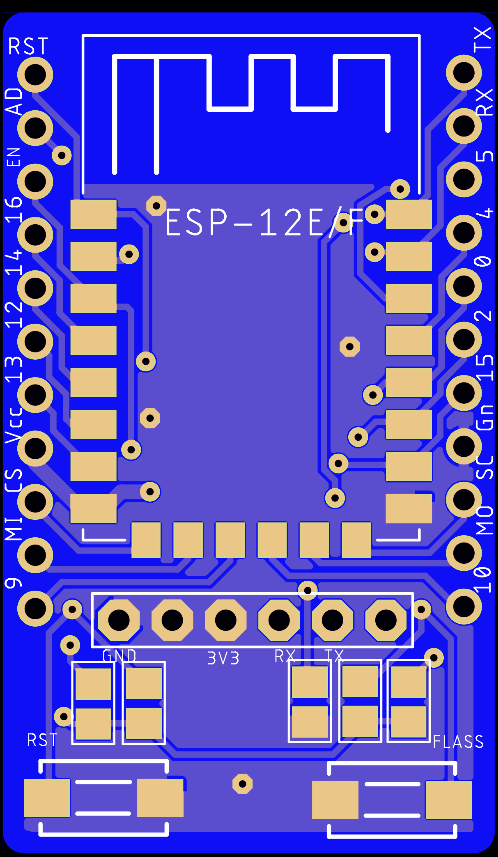 RST
AD
EN
16
14
12
13
Vcc
CS
MI
9
ESP-12E/F
TX
RX
5
4
0
2
15
Gn
SC
MO
10
GND 3V3 RX TX
RST
FLASS